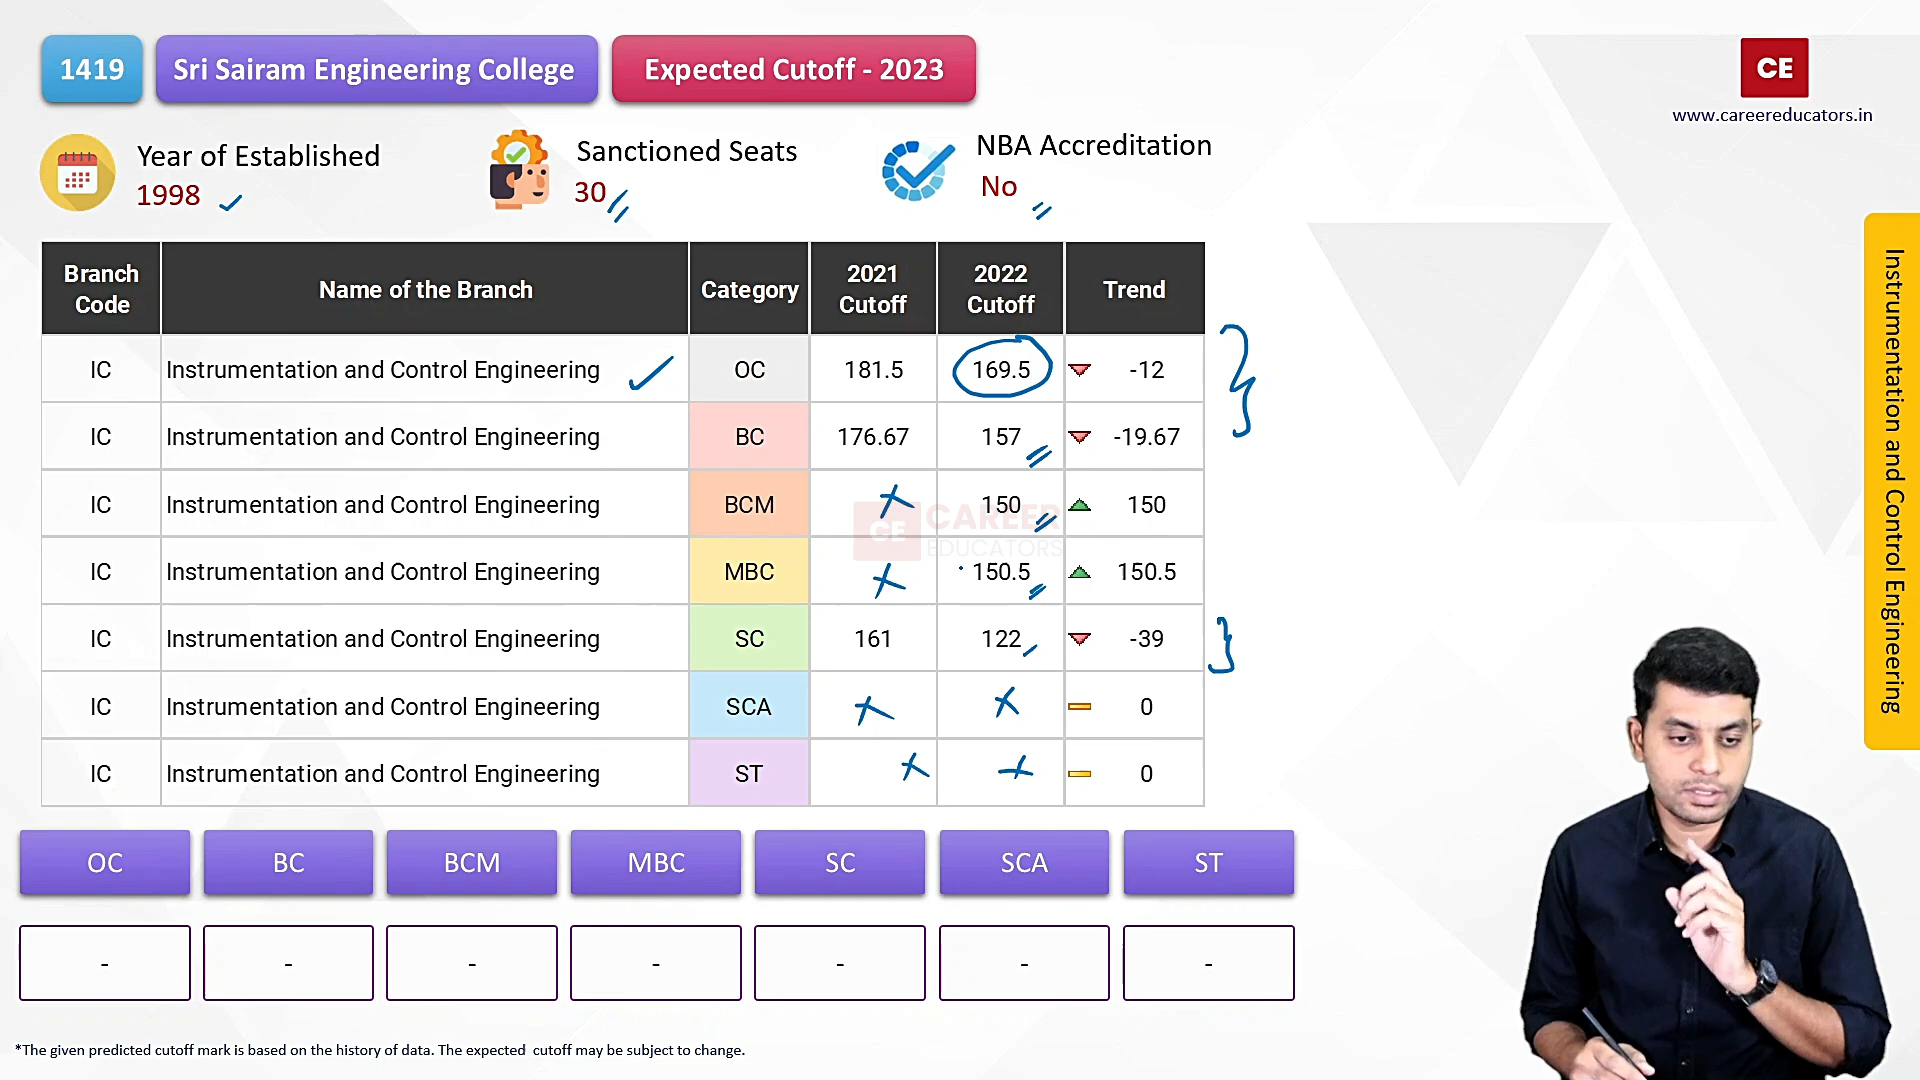 1419
Sri Sairam Engineering College
Expected Cutoff - 2023
CE
www.careereducators.in
Year of Established
1998
Sanctioned Seats
30
NBA Accreditation
No
Branch Code Name of the Branch Category 2021 Cutoff 2022 Cutoff Trend
IC Instrumentation and Control Engineering OC 181.5 169.5 -12
IC Instrumentation and Control Engineering BC 176.67 157 -19.67
IC Instrumentation and Control Engineering BCM 150 150
IC Instrumentation and Control Engineering MBC 150.5 150.5
IC Instrumentation and Control Engineering SC 161 122 -39
IC Instrumentation and Control Engineering SCA 0
IC Instrumentation and Control Engineering ST 0
CE CAREER
EDUCATORS
Instrumentation and Control Engineering
OC BC BCM MBC SC SCA ST
- - - - - - -
*The given predicted cutoff mark is based on the history of data. The expected cutoff may be subject to change.